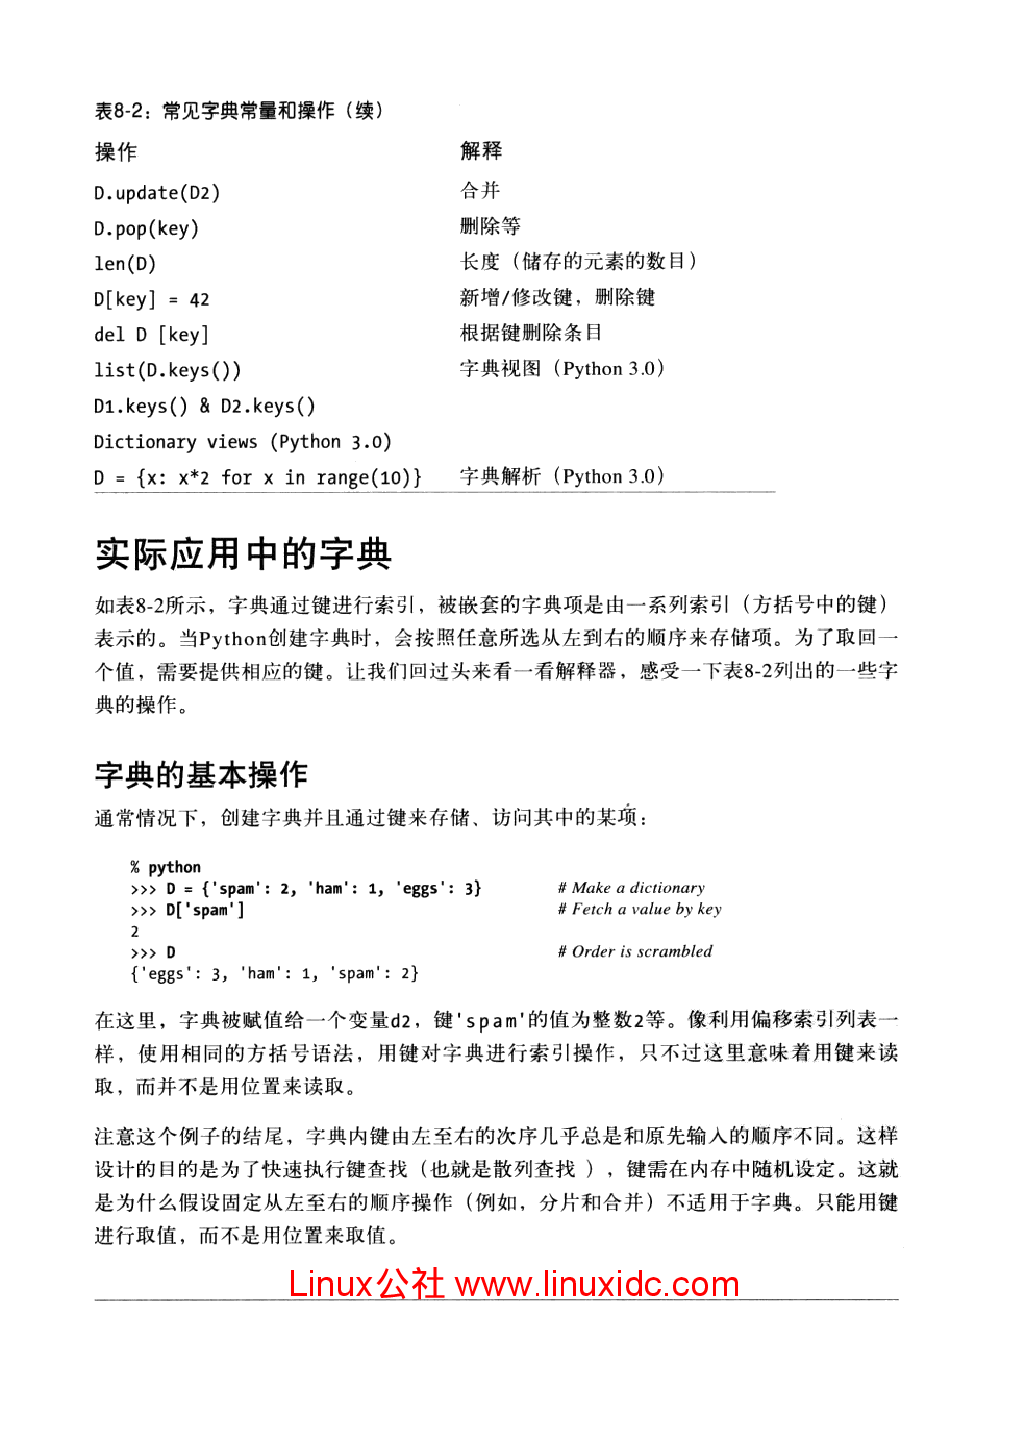 表8-2：常见字典常量和操作（续）
操作 解释
D.update(D2) 合并
D.pop(key) 删除等
len(D) 长度（储存的元素的数目）
D[key] = 42 新增/修改键，删除键
del D [key] 根据键删除条目
list(D.keys()) 字典视图（Python 3.0）
D1.keys() & D2.keys()
Dictionary views (Python 3.0)
D = {x: x*2 for x in range(10)} 字典解析（Python 3.0）
实际应用中的字典
如表8-2所示，字典通过键进行索引，被嵌套的字典项是由一系列索引（方括号中的键）
表示的。当Python创建字典时，会按照任意所选从左到右的顺序来存储项。为了取回一
个值，需要提供相应的键。让我们回过头来看一看解释器，感受一下表8-2列出的一些字
典的操作。
字典的基本操作
通常情况下，创建字典并且通过键来存储、访问其中的某项：
% python
>>> D = {'spam': 2, 'ham': 1, 'eggs': 3} # Make a dictionary
>>> D['spam'] # Fetch a value by key
2
>>> D # Order is scrambled
{'eggs': 3, 'ham': 1, 'spam': 2}
在这里，字典被赋值给一个变量d2，键'spam'的值为整数2等。像利用偏移索引列表一
样，使用相同的方括号语法，用键对字典进行索引操作，只不过这里意味着用键来读
取，而并不是用位置来读取。
注意这个例子的结尾，字典内键由左至右的次序几乎总是和原先输入的顺序不同。这样
设计的目的是为了快速执行键查找（也就是散列查找 ），键需在内存中随机设定。这就
是为什么假设固定从左至右的顺序操作（例如，分片和合并）不适用于字典。只能用键
进行取值，而不是用位置来取值。
Linux公社 www.linuxidc.com